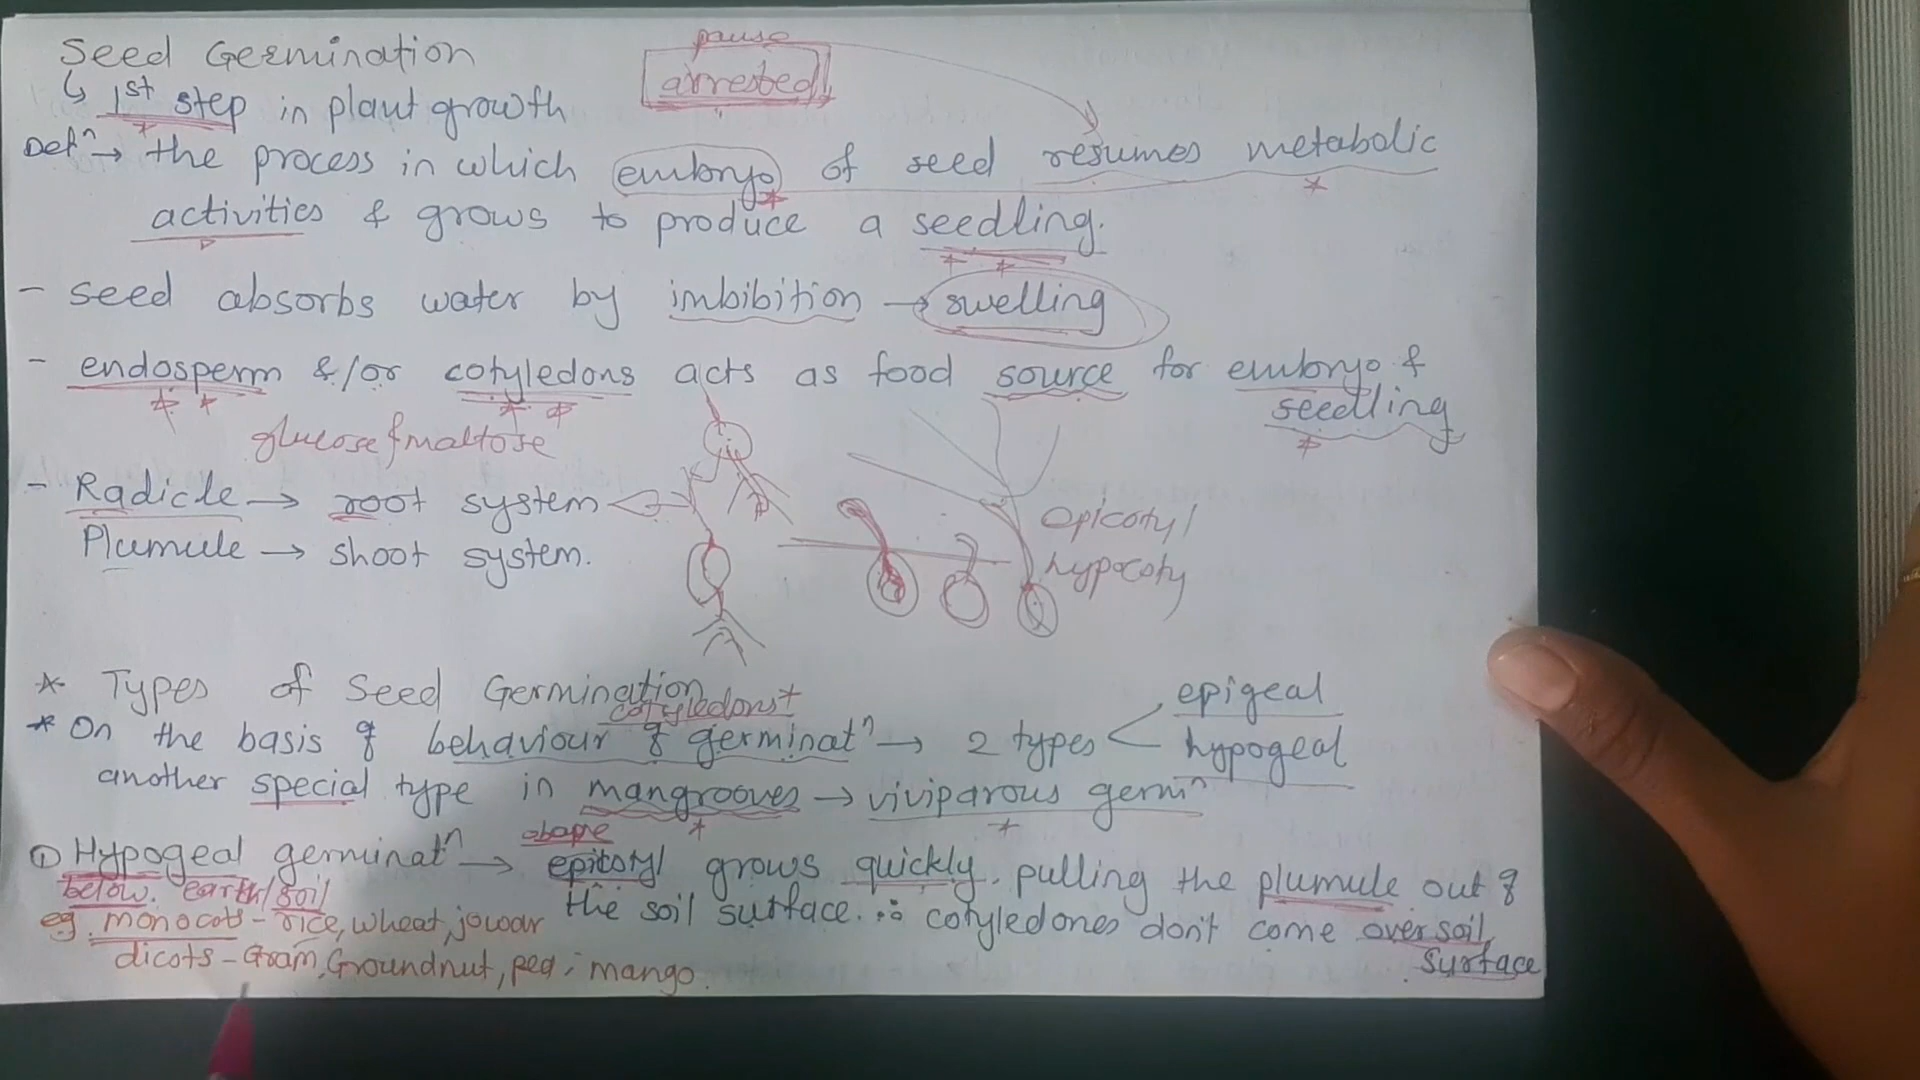 Seed Germination
pause
arrested!
↳ 1st step in plant growth
Defⁿ → the process in which embryo of seed resumes metabolic
activities & grows to produce a seedling.
- seed absorbs water by imbibition → swelling
- endosperm &/or cotyledons acts as food source for embryo &
seedling
glucose & maltose
- Radicle → root system
Plumule → shoot system.
epicotyl
hypocoty
* Types of Seed Germination
cotyledons+
* On the basis of behaviour of germinatⁿ → 2 types < epigeal
hypogeal
another special type in mangrooves → viviparous germiⁿ
above
① Hypogeal germinatⁿ → epicotyl grows quickly, pulling the plumule out of
below earth/soil
the soil surface. ∴ cotyledones don't come over soil
surface
eg. monocots - rice, wheat, jowar
dicots - Gram, Groundnut, pea, mango.